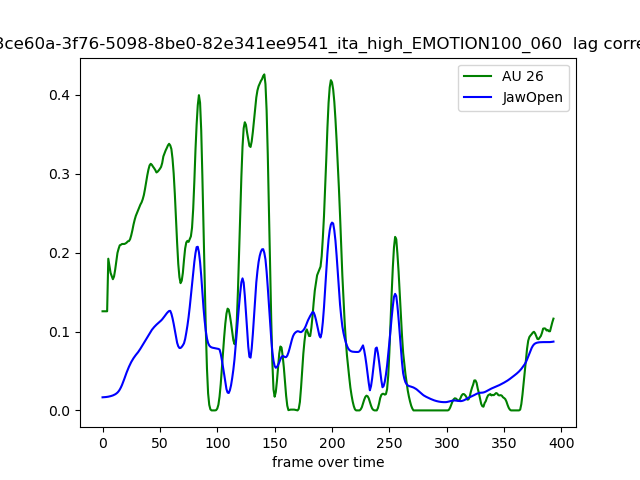 3ce60a-3f76-5098-8be0-82e341ee9541_ita_high_EMOTION100_060 lag corre
AU 26
JawOpen
0.4
0.3
0.2
0.1
0.0
0 50 100 150 200 250 300 350 400
frame over time